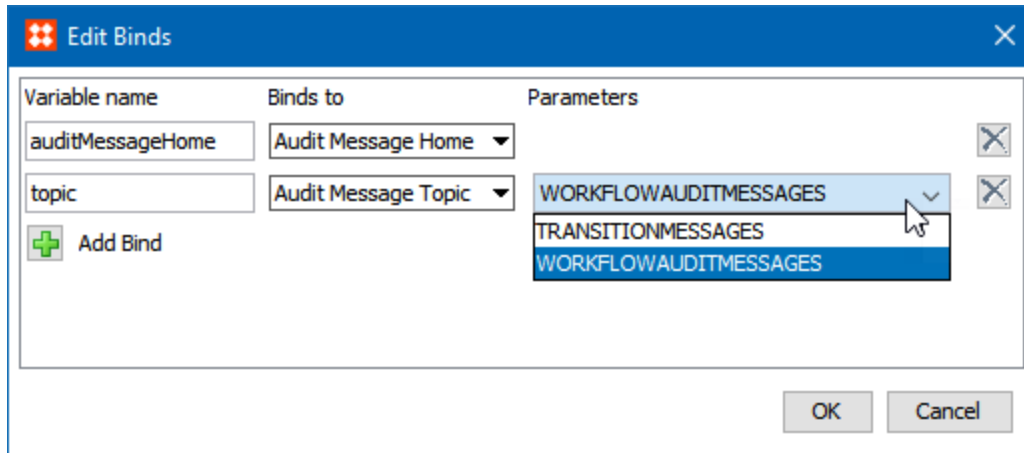 Edit Binds
Variable name Binds to Parameters
auditMessageHome Audit Message Home
topic Audit Message Topic WORKFLOWAUDITMESSAGES
TRANSITIONMESSAGES
WORKFLOWAUDITMESSAGES
Add Bind
OK Cancel